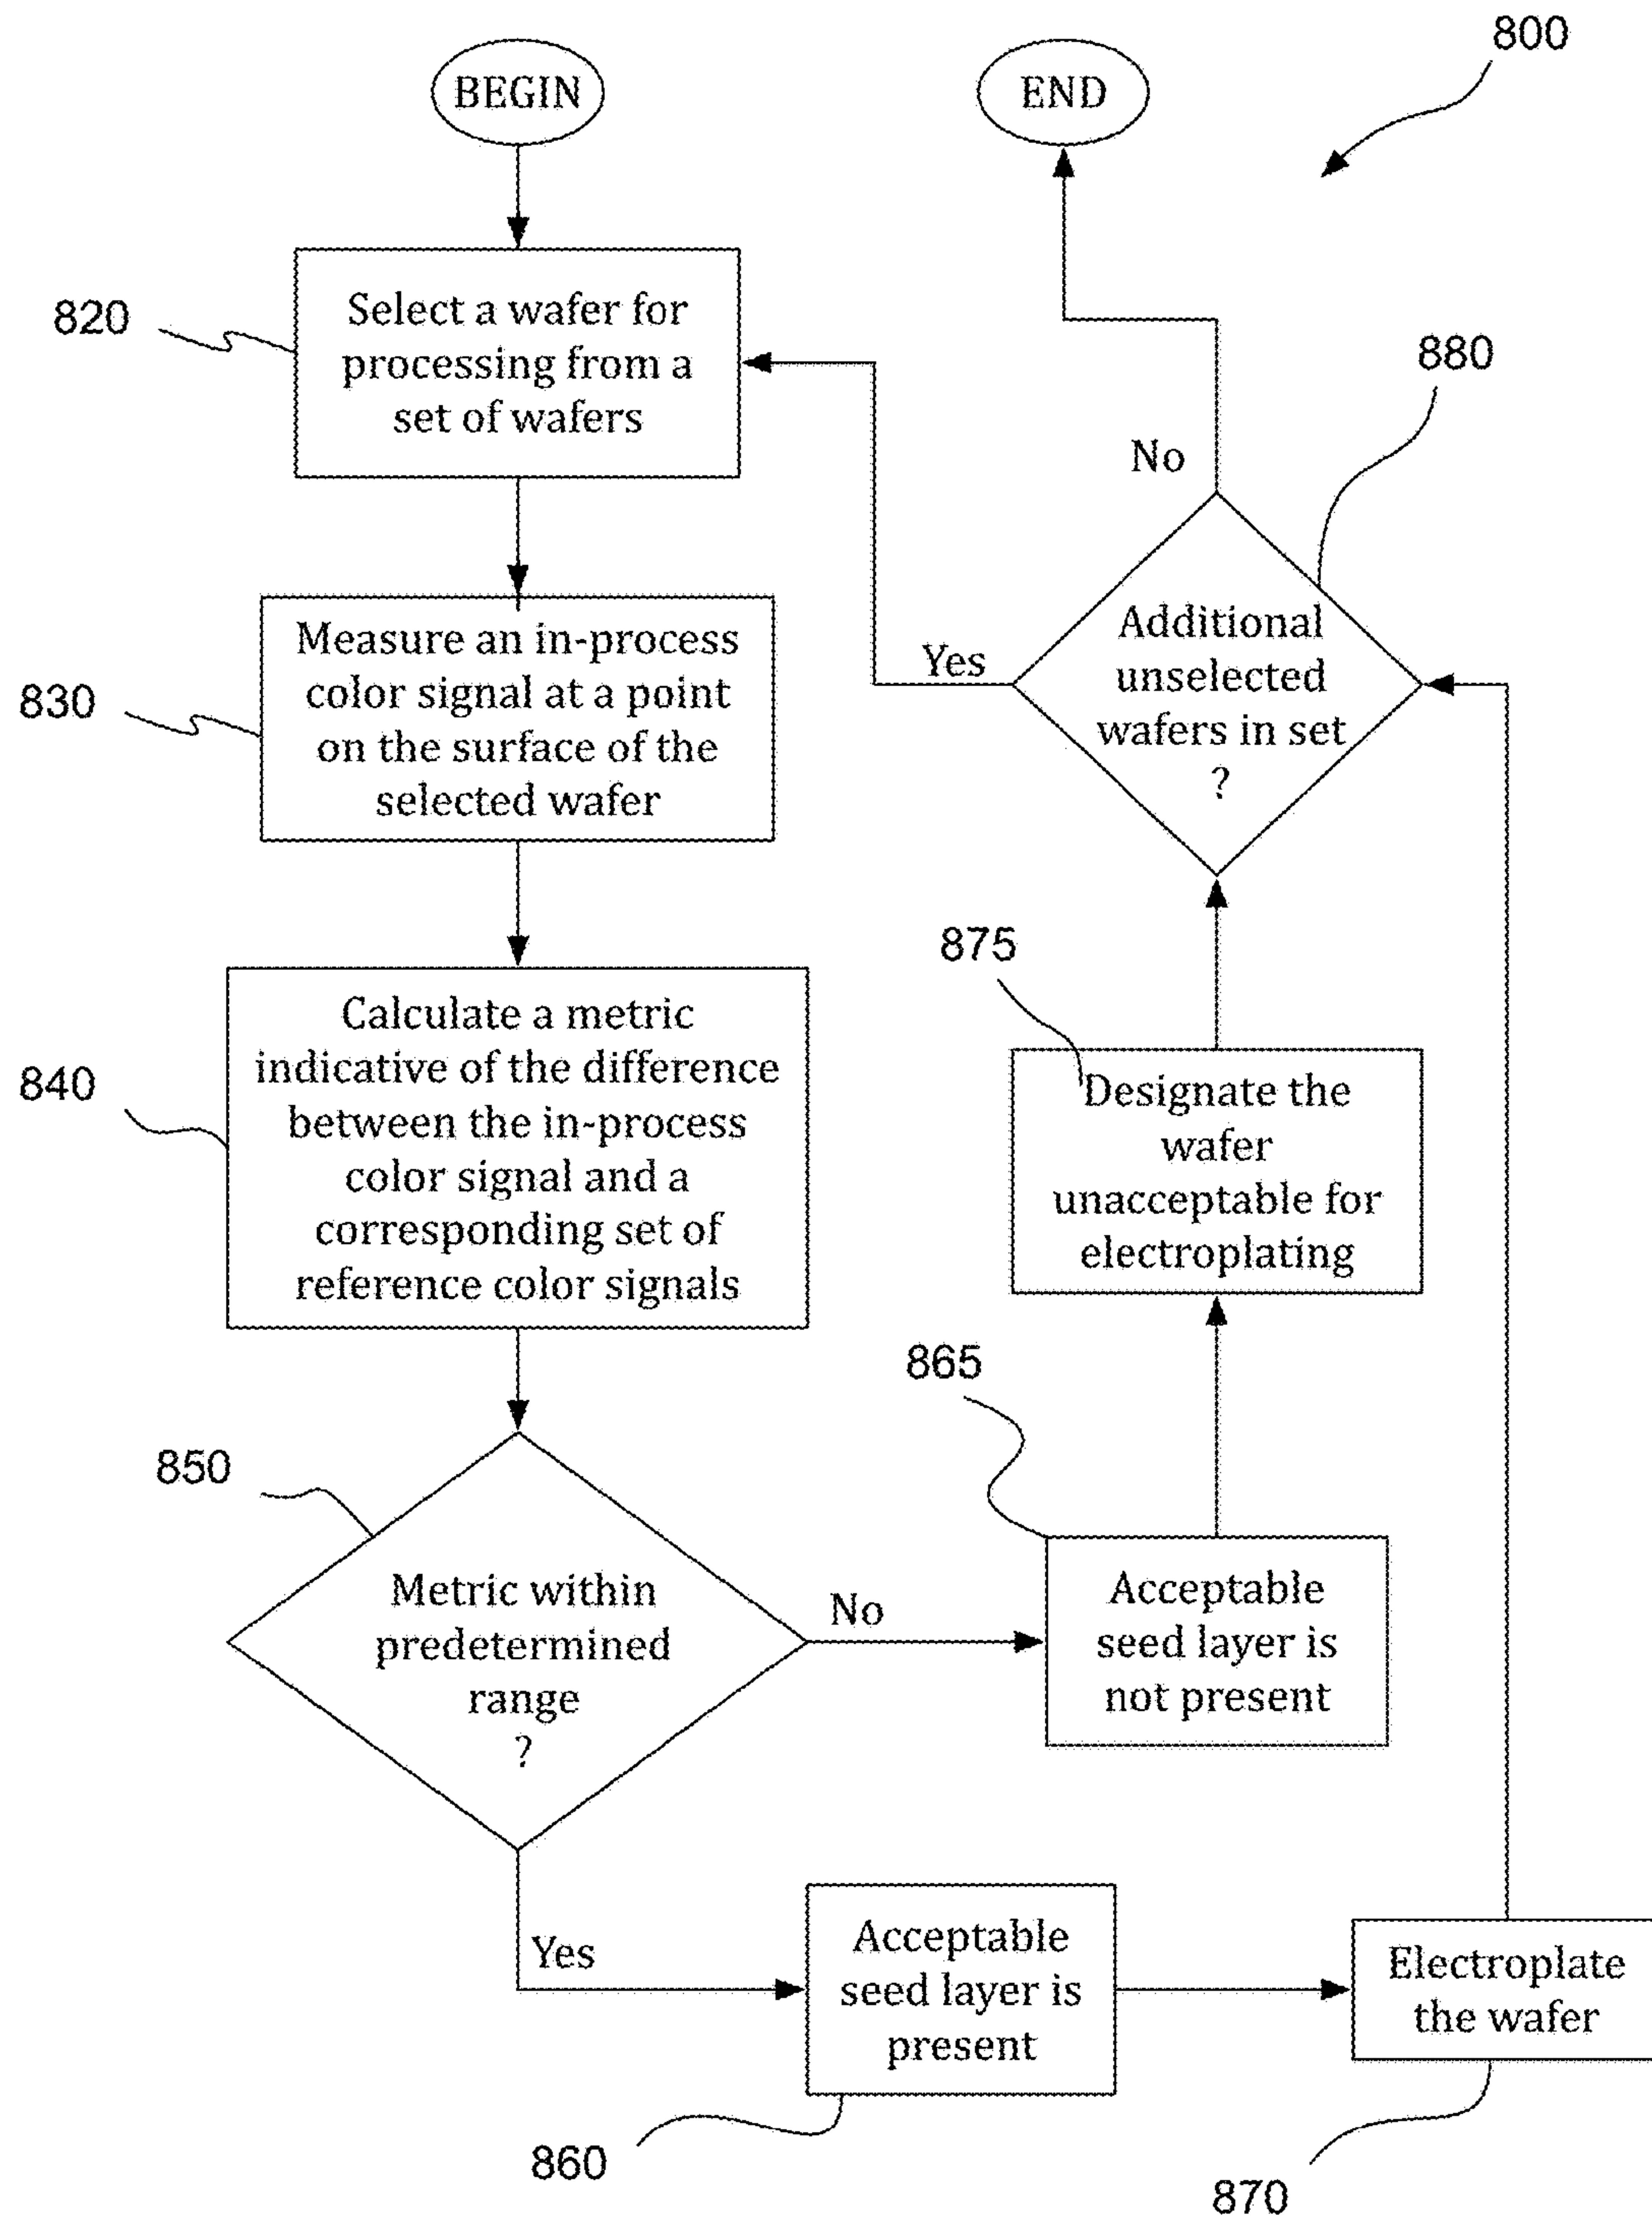 BEGIN
END
800
820
Select a wafer for
processing from a
set of wafers
880
No
830
Measure an in-process
color signal at a point
on the surface of the
selected wafer
Yes
Additional
unselected
wafers in set
?
840
Calculate a metric
indicative of the difference
between the in-process
color signal and a
corresponding set of
reference color signals
875
Designate the
wafer
unacceptable for
electroplating
850
Metric within
predetermined
range
?
No
865
Acceptable
seed layer is
not present
Yes
Acceptable
seed layer is
present
860
Electroplate
the wafer
870